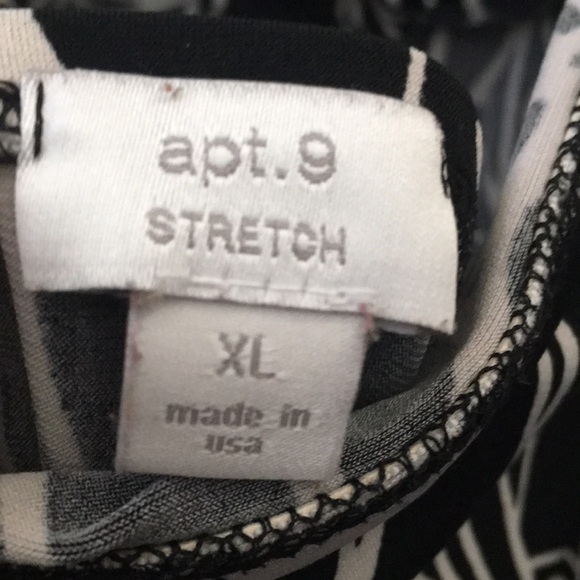 apt.9
STRETCH
XL
made in
usa